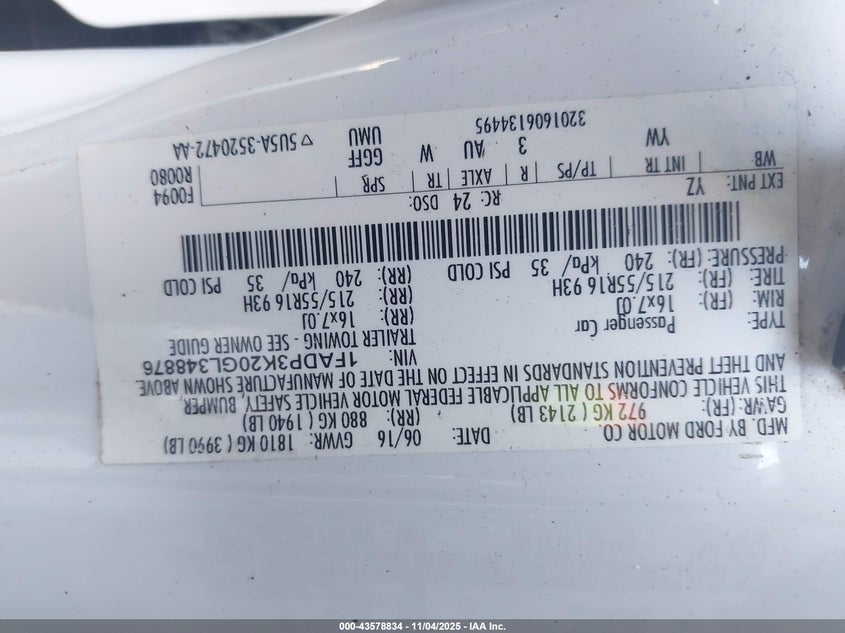 MFD. BY FORD MOTOR CO
DATE: 06/16 GVWR: 1810 KG ( 3990 LB)
GAWR: (FR): 972 KG ( 2143 LB) (RR): 880 KG ( 1940 LB)
THIS VEHICLE CONFORMS TO ALL APPLICABLE FEDERAL MOTOR VEHICLE SAFETY, BUMPER,
AND THEFT PREVENTION STANDARDS IN EFFECT ON THE DATE OF MANUFACTURE SHOWN ABOVE.
VIN: 1FADP3K20GL348876
TYPE: Passenger Car TRAILER TOWING - SEE OWNER GUIDE
RIM: (FR): 16x7.0J (RR): 16x7.0J
TIRE: (FR): 215/55R16 93H (RR): 215/55R16 93H
PRESSURE: (FR): 240 kPa/ 35 PSI COLD (RR): 240 kPa/ 35 PSI COLD
EXT PNT: YZ RC: 24 DSO: F0094
WB INT TR TP/PS R AXLE TR SPR R0080
YW 3 AU W GGFF
UMU
3201606134495 ▽ 5U5A-3520472-AA
000-43578834 - 11/04/2025 - IAA Inc.